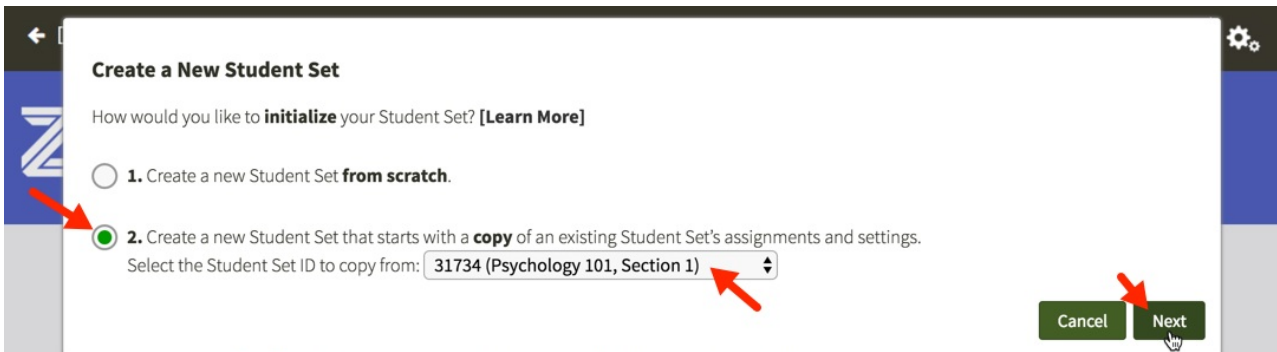 Create a New Student Set
How would you like to initialize your Student Set? [Learn More]
1. Create a new Student Set from scratch.
2. Create a new Student Set that starts with a copy of an existing Student Set's assignments and settings.
Select the Student Set ID to copy from: 31734 (Psychology 101, Section 1)
Cancel Next